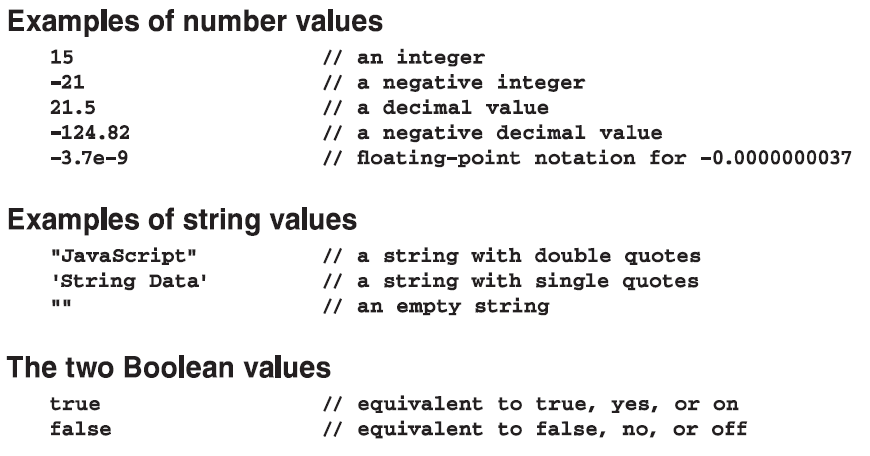 Examples of number values
15 // an integer
-21 // a negative integer
21.5 // a decimal value
-124.82 // a negative decimal value
-3.7e-9 // floating-point notation for -0.0000000037
Examples of string values
"JavaScript" // a string with double quotes
'String Data' // a string with single quotes
"" // an empty string
The two Boolean values
true // equivalent to true, yes, or on
false // equivalent to false, no, or off